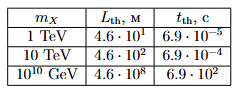 m_X L_th, м t_th, с
1 TeV 4.6 · 10^1 6.9 · 10^−5
10 TeV 4.6 · 10^2 6.9 · 10^−4
10^10 GeV 4.6 · 10^8 6.9 · 10^2